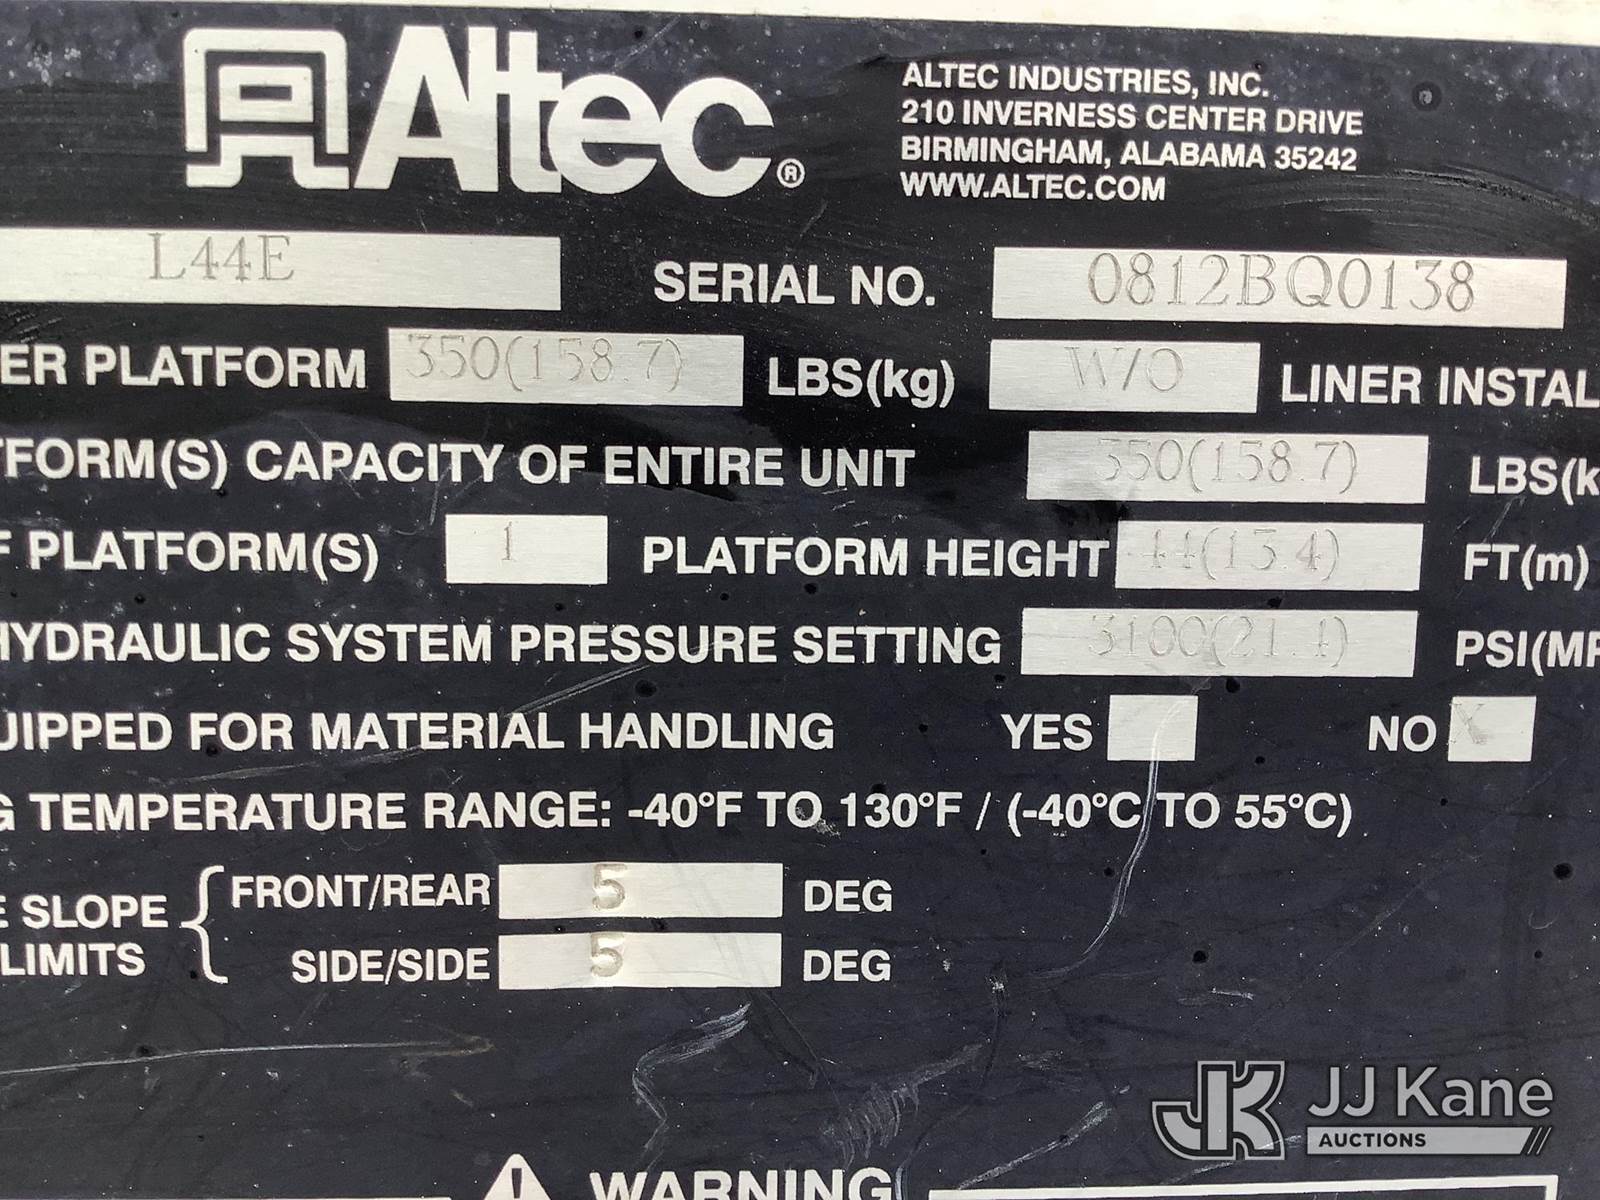 Altec®
ALTEC INDUSTRIES, INC.
210 INVERNESS CENTER DRIVE
BIRMINGHAM, ALABAMA 35242
WWW.ALTEC.COM
L44E SERIAL NO. 0812BQ0138
ER PLATFORM 350(158.7) LBS(kg) W/O LINER INSTAL
FORM(S) CAPACITY OF ENTIRE UNIT 350(158.7) LBS(k
F PLATFORM(S) 1 PLATFORM HEIGHT 44(13.4) FT(m)
HYDRAULIC SYSTEM PRESSURE SETTING 3100(21.4) PSI(MP
UIPPED FOR MATERIAL HANDLING YES NO X
G TEMPERATURE RANGE: -40°F TO 130°F / (-40°C TO 55°C)
E SLOPE LIMITS
FRONT/REAR 5 DEG
SIDE/SIDE 5 DEG
WARNING
JK JJ Kane
AUCTIONS